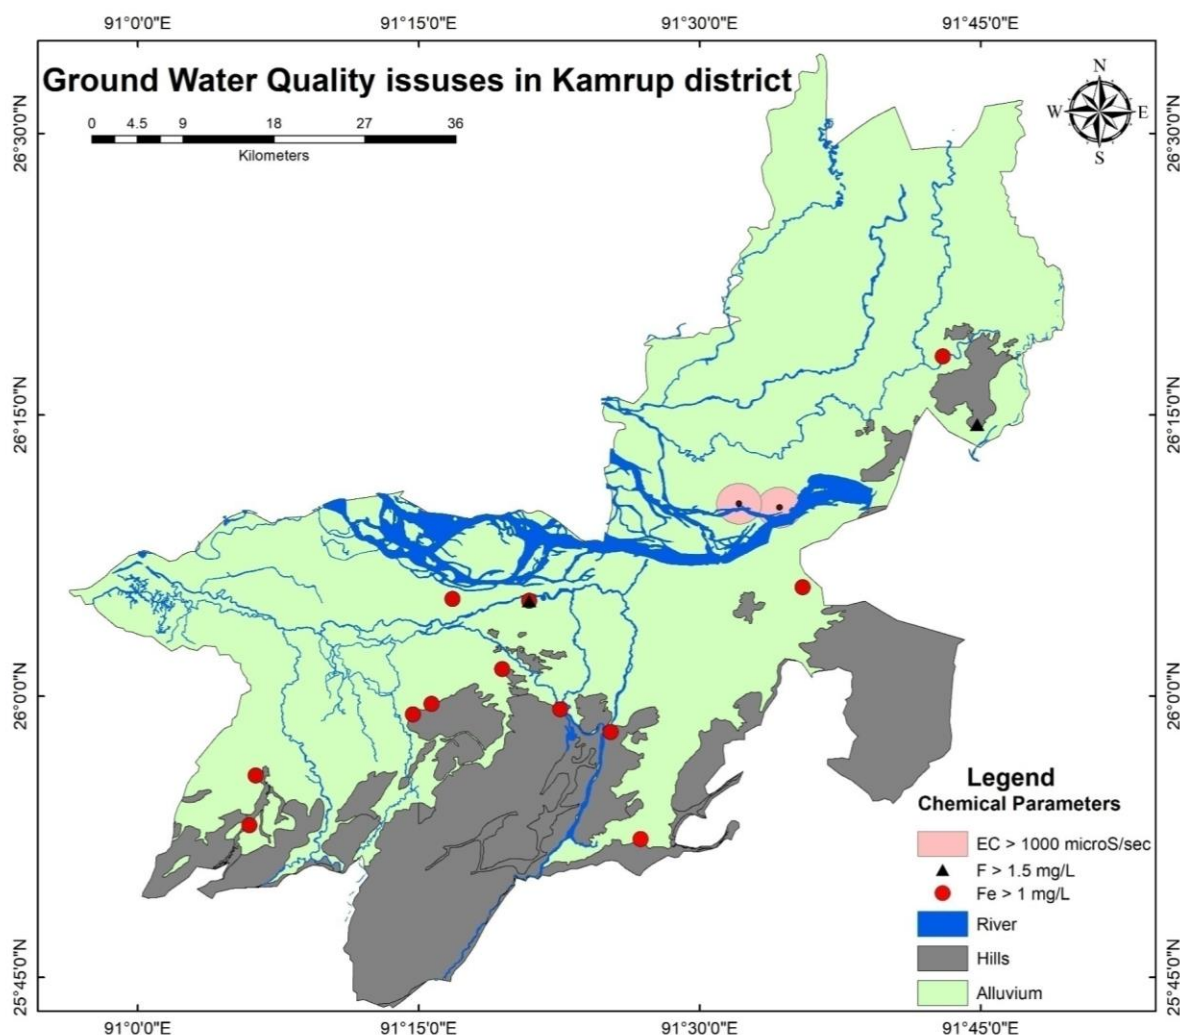 91°0'0"E 91°15'0"E 91°30'0"E 91°45'0"E
Ground Water Quality issuses in Kamrup district
0 4.5 9 18 27 36
Kilometers
N
W E
S
26°30'0"N 26°30'0"N
26°15'0"N 26°15'0"N
26°0'0"N 26°0'0"N
25°45'0"N 25°45'0"N
Legend
Chemical Parameters
EC > 1000 microS/sec
F > 1.5 mg/L
Fe > 1 mg/L
River
Hills
Alluvium
91°0'0"E 91°15'0"E 91°30'0"E 91°45'0"E